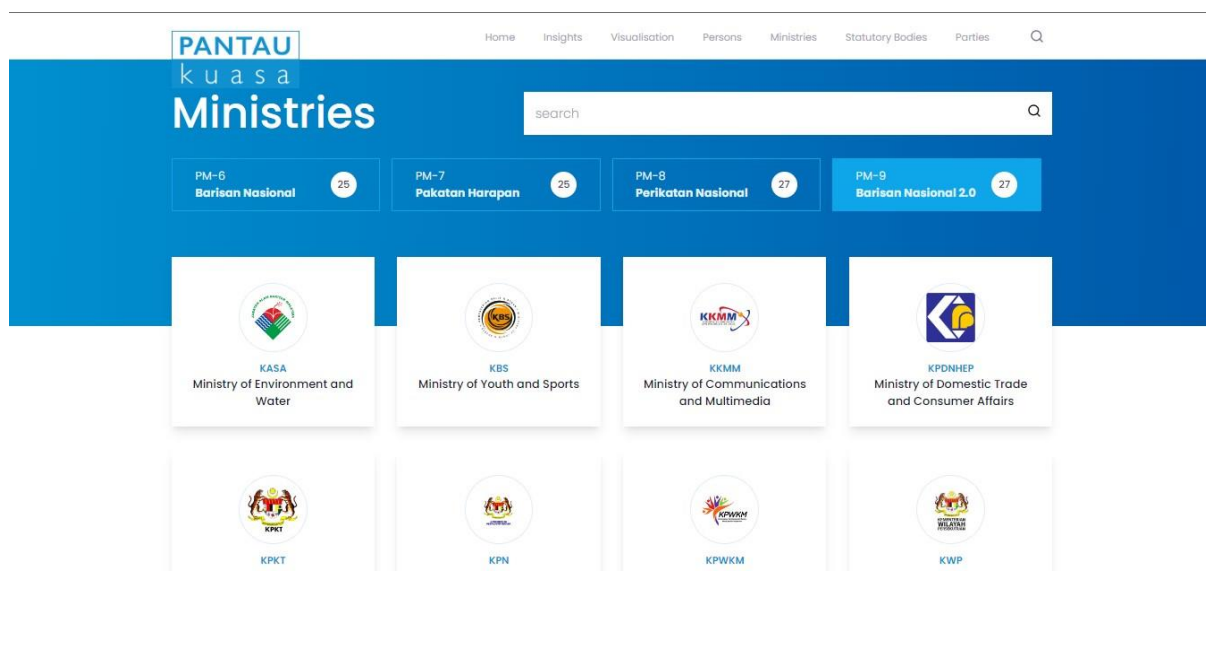 PANTAU
kuasa
Home Insights Visualisation Persons Ministries Statutory Bodies Parties
Ministries
search
PM-6
Barisan Nasional
25
PM-7
Pakatan Harapan
25
PM-8
Perikatan Nasional
27
PM-9
Barisan Nasional 2.0
27
KASA
Ministry of Environment and
Water
KBS
KBS
Ministry of Youth and Sports
KKMM
KKMM
Ministry of Communications
and Multimedia
KPDNHEP
Ministry of Domestic Trade
and Consumer Affairs
KPKT
KPKT
KPN
KPWKM
KPWKM
KEMENTERIAN
WILAYAH
KWP